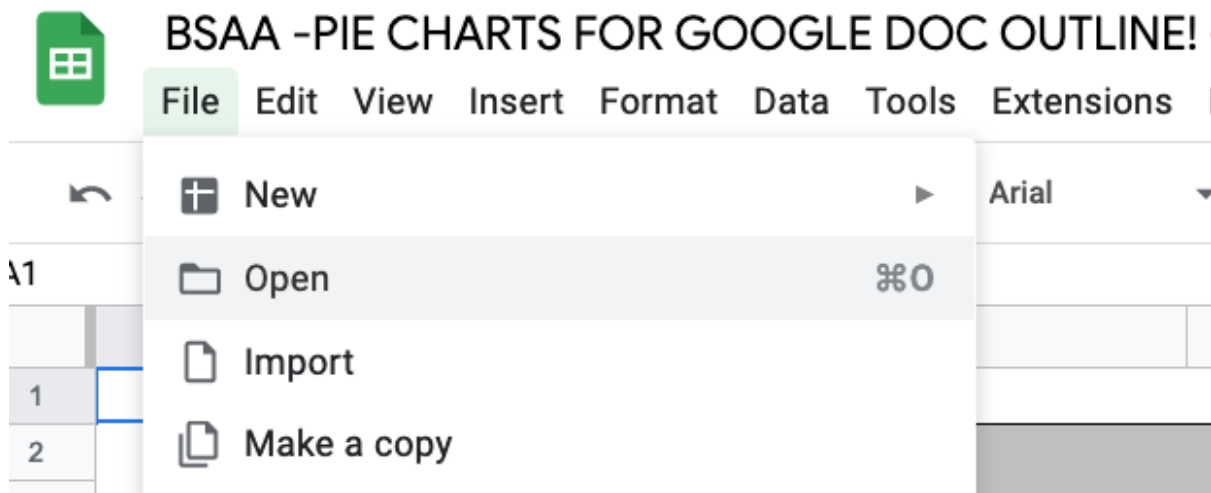 BSAA -PIE CHARTS FOR GOOGLE DOC OUTLINE!
File Edit View Insert Format Data Tools Extensions
New Arial
A1
Open ⌘O
Import
1
Make a copy
2